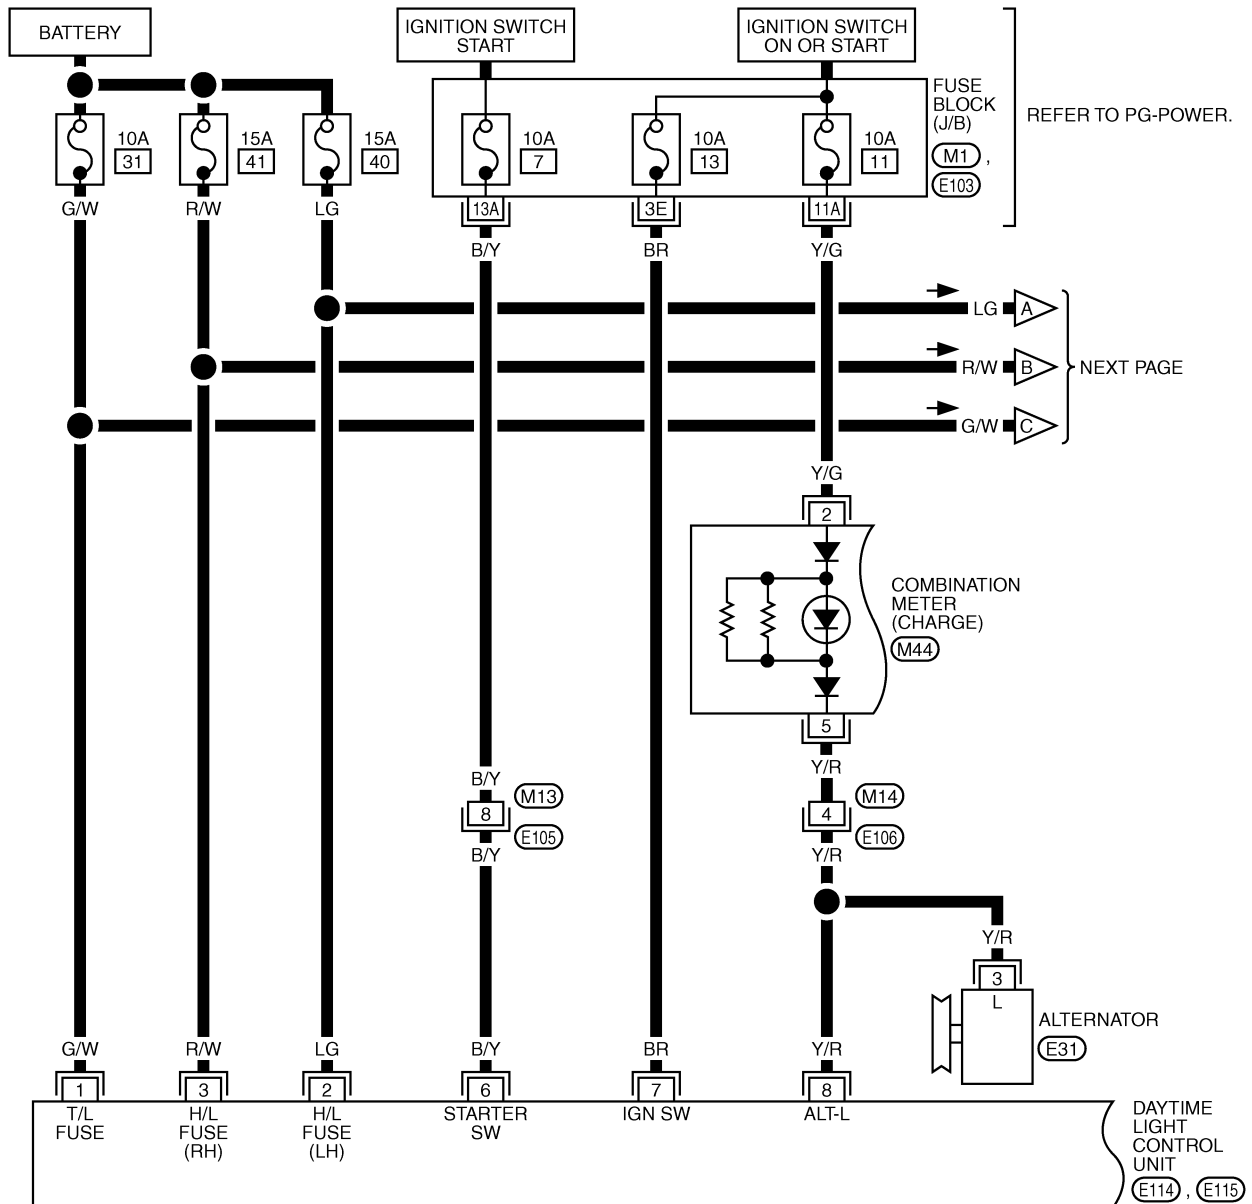 BATTERY
IGNITION SWITCH
START
IGNITION SWITCH
ON OR START
FUSE
BLOCK
(J/B)
M1 ,
E103
REFER TO PG-POWER.
10A
31
15A
41
15A
40
10A
7
10A
13
10A
11
G/W
R/W
LG
13A
3E
11A
B/Y
BR
Y/G
LG
A
R/W
B
NEXT PAGE
G/W
C
Y/G
2
COMBINATION
METER
(CHARGE)
M44
5
Y/R
B/Y
M13
8
E105
B/Y
M14
4
E106
Y/R
Y/R
3
L
ALTERNATOR
E31
G/W
R/W
LG
B/Y
BR
Y/R
1
3
2
6
7
8
T/L
FUSE
H/L
FUSE
(RH)
H/L
FUSE
(LH)
STARTER
SW
IGN SW
ALT-L
DAYTIME
LIGHT
CONTROL
UNIT
E114 , E115